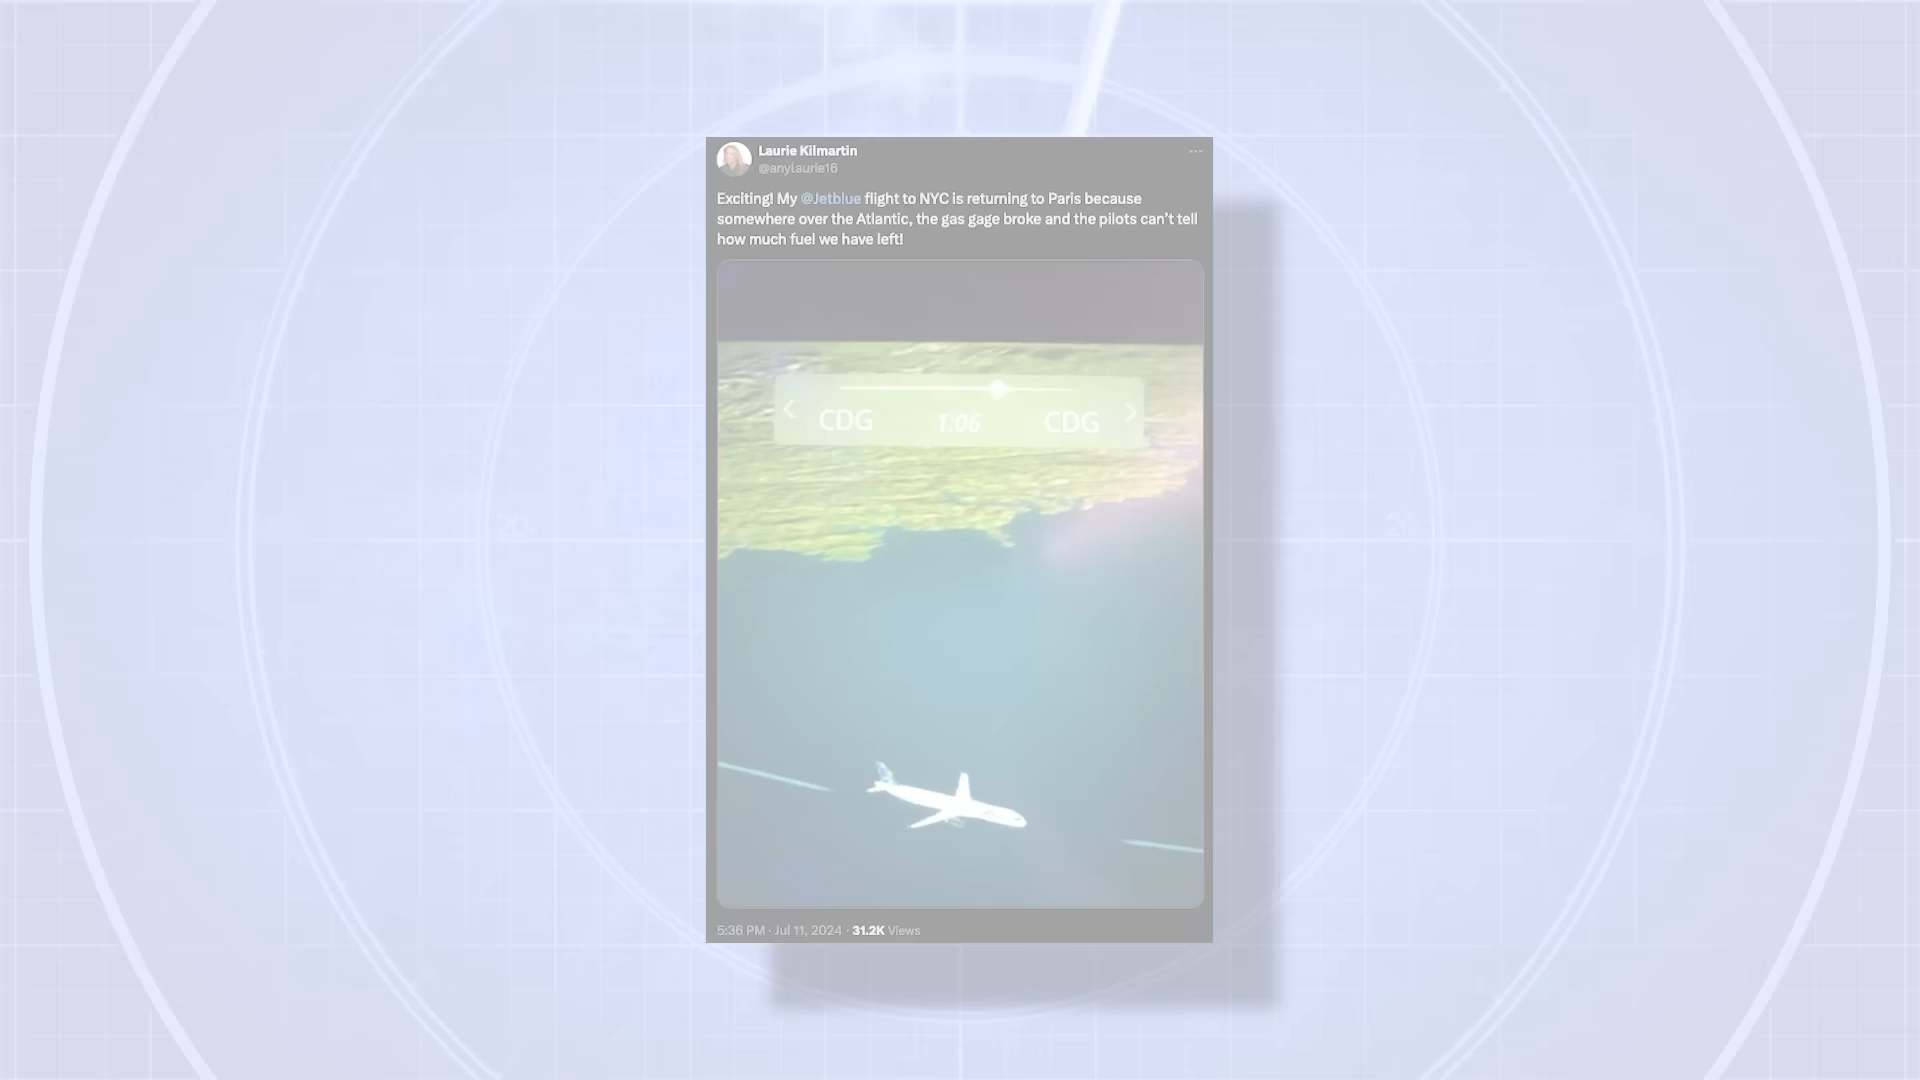 Laurie Kilmartin
@anylaurie16
Exciting! My @Jetblue flight to NYC is returning to Paris because
somewhere over the Atlantic, the gas gage broke and the pilots can’t tell
how much fuel we have left!
CDG 1:06 CDG
20 20
5:36 PM · Jul 11, 2024 · 31.2K Views